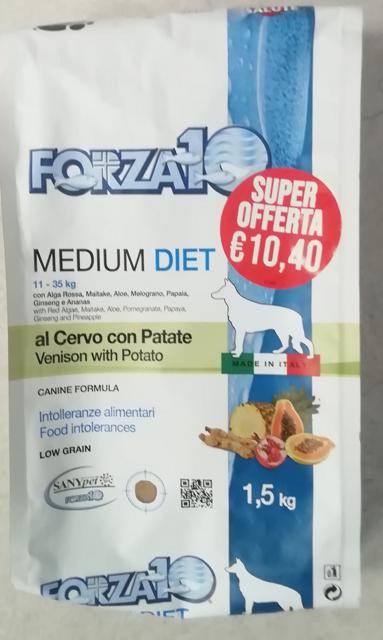 SALUTE
FORZA10
SUPER
OFFERTA
€10,40
MEDIUM DIET
11 - 35 kg
con Alga Rossa, Maitake, Aloe, Melograno, Papaia,
Ginseng e Ananas
with Red Algae, Maitake, Aloe, Pomegranate, Papaya,
Ginseng and Pineapple
al Cervo con Patate
Venison with Potato
MADE IN ITALY
CANINE FORMULA
Intolleranze alimentari
Food intolerances
LOW GRAIN
SANYpet
FORZA10
1,5 kg
FORZA10
DIET